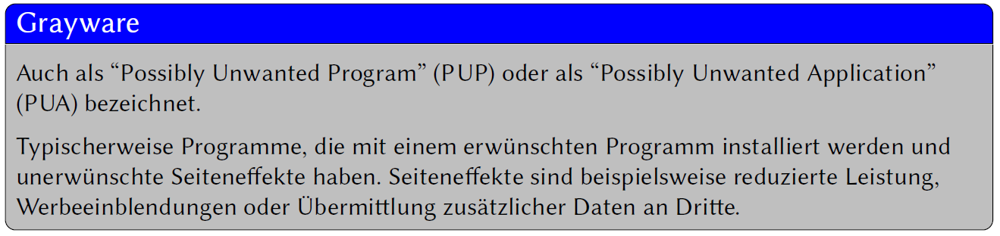 Grayware
Auch als “Possibly Unwanted Program” (PUP) oder als “Possibly Unwanted Application”
(PUA) bezeichnet.
Typischerweise Programme, die mit einem erwünschten Programm installiert werden und
unerwünschte Seiteneffekte haben. Seiteneffekte sind beispielsweise reduzierte Leistung,
Werbeeinblendungen oder Übermittlung zusätzlicher Daten an Dritte.